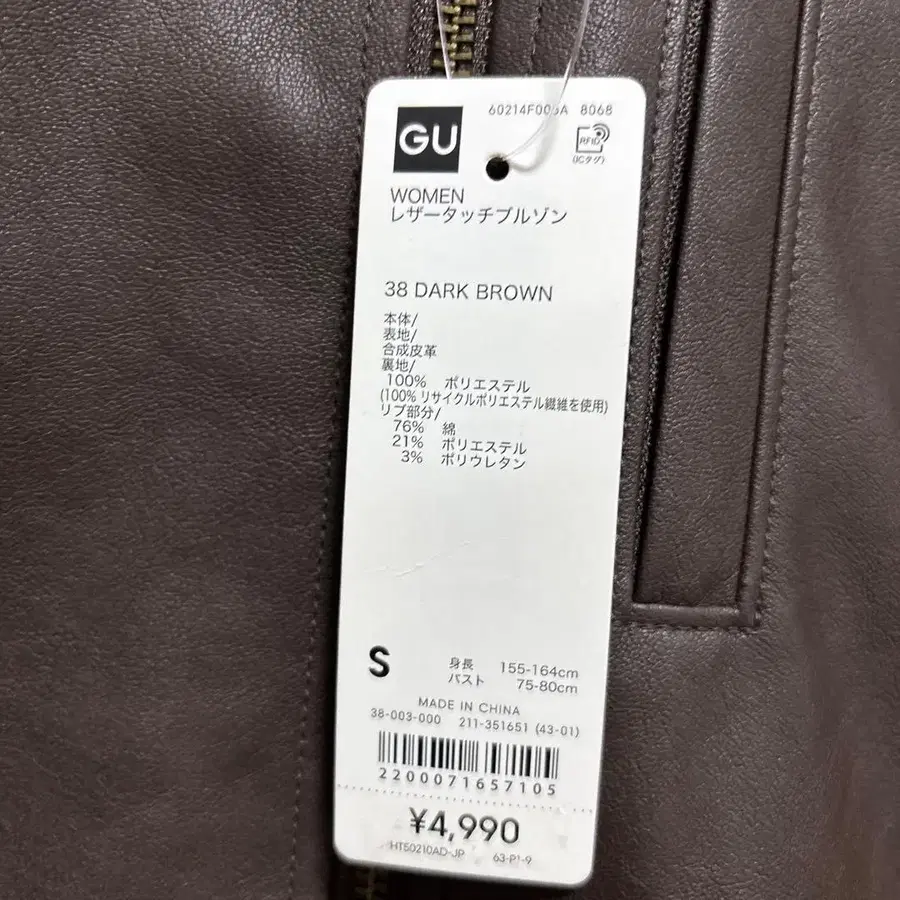 GU
60214F005A 8068
RFID
(ICタグ)
WOMEN
レザータッチブルゾン
38 DARK BROWN
本体/
表地/
合成皮革
裏地/
100% ポリエステル
(100% リサイクルポリエステル繊維を使用)
リブ部分/
76% 綿
21% ポリエステル
3% ポリウレタン
S
身長 155-164cm
バスト 75-80cm
MADE IN CHINA
38-003-000 211-351651 (43-01)
2200071657105
¥4,990
HT50210AD-JP 63-P1-9